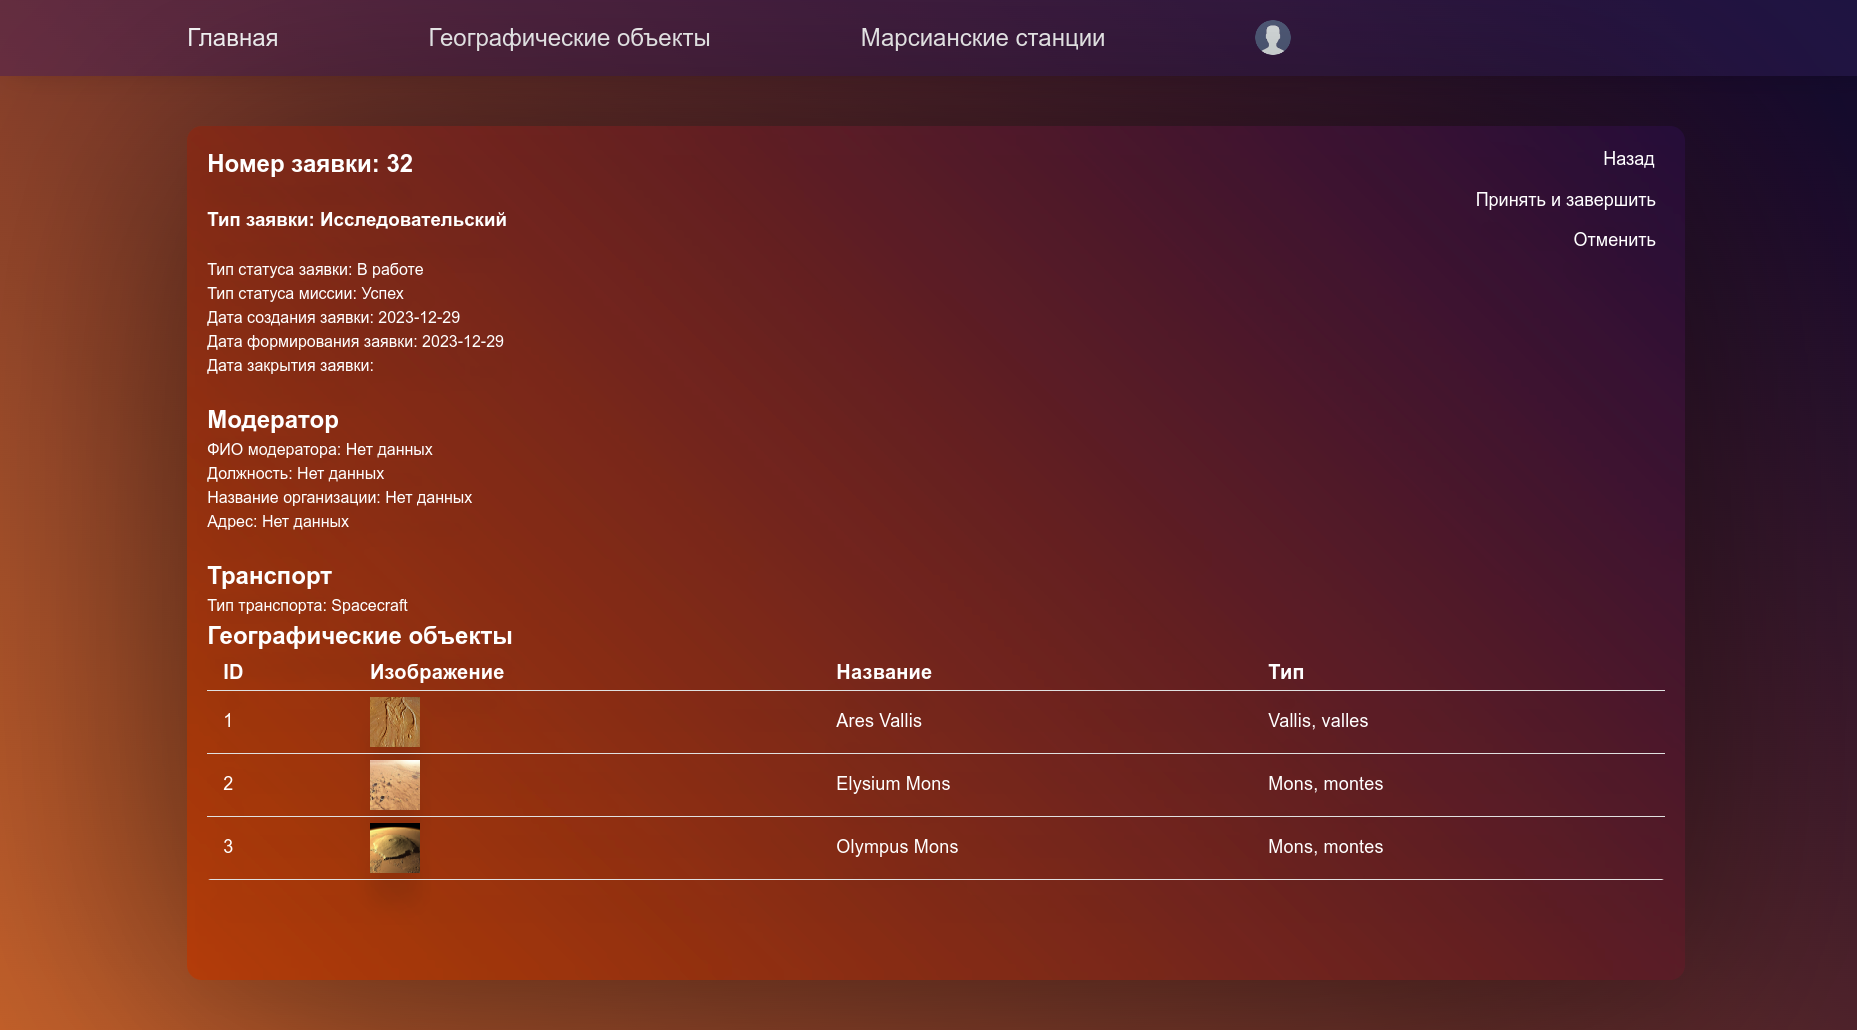 Главная Географические объекты Марсианские станции
Номер заявки: 32
Назад
Принять и завершить
Отменить
Тип заявки: Исследовательский
Тип статуса заявки: В работе
Тип статуса миссии: Успех
Дата создания заявки: 2023-12-29
Дата формирования заявки: 2023-12-29
Дата закрытия заявки:
Модератор
ФИО модератора: Нет данных
Должность: Нет данных
Название организации: Нет данных
Адрес: Нет данных
Транспорт
Тип транспорта: Spacecraft
Географические объекты
ID Изображение Название Тип
1 Ares Vallis Vallis, valles
2 Elysium Mons Mons, montes
3 Olympus Mons Mons, montes